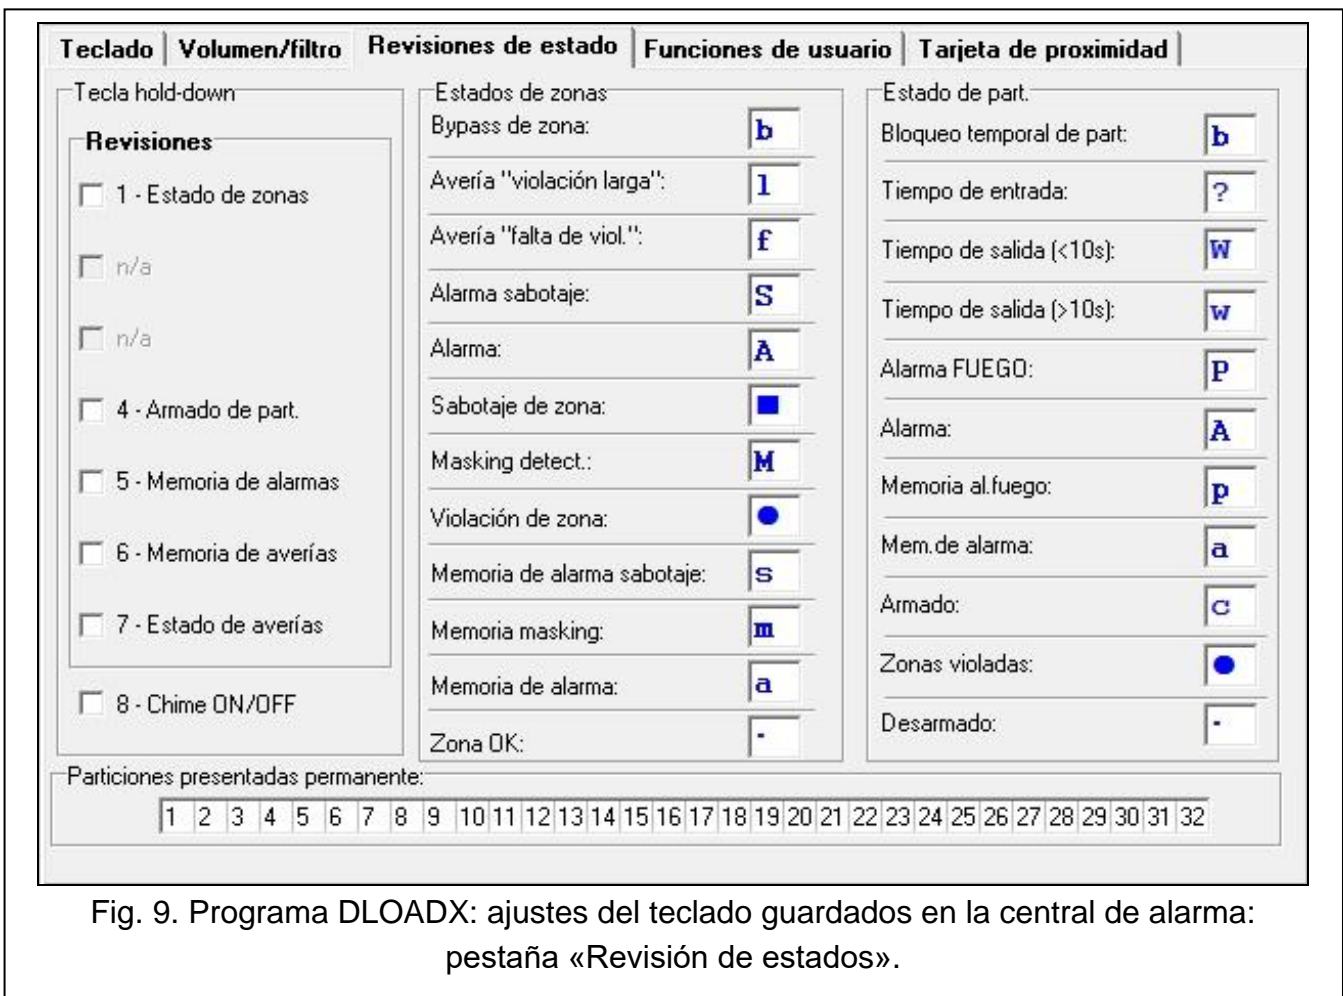 Teclado Volumen/filtro Revisiones de estado Funciones de usuario Tarjeta de proximidad
Tecla hold-down
Revisiones
1 - Estado de zonas
n/a
n/a
4 - Armado de part.
5 - Memoria de alarmas
6 - Memoria de averías
7 - Estado de averías
8 - Chime ON/OFF
Estados de zonas
Bypass de zona: b
Avería "violación larga": l
Avería "falta de viol.": f
Alarma sabotaje: S
Alarma: A
Sabotaje de zona: ■
Masking detect.: M
Violación de zona: ●
Memoria de alarma sabotaje: s
Memoria masking: m
Memoria de alarma: a
Zona OK: ·
Estado de part.
Bloqueo temporal de part: b
Tiempo de entrada: ?
Tiempo de salida (<10s): W
Tiempo de salida (>10s): w
Alarma FUEGO: P
Alarma: A
Memoria al.fuego: p
Mem.de alarma: a
Armado: c
Zonas violadas: ●
Desarmado: ·
Particiones presentadas permanente:
1 2 3 4 5 6 7 8 9 10 11 12 13 14 15 16 17 18 19 20 21 22 23 24 25 26 27 28 29 30 31 32
Fig. 9. Programa DLOADX: ajustes del teclado guardados en la central de alarma:
pestaña «Revisión de estados».